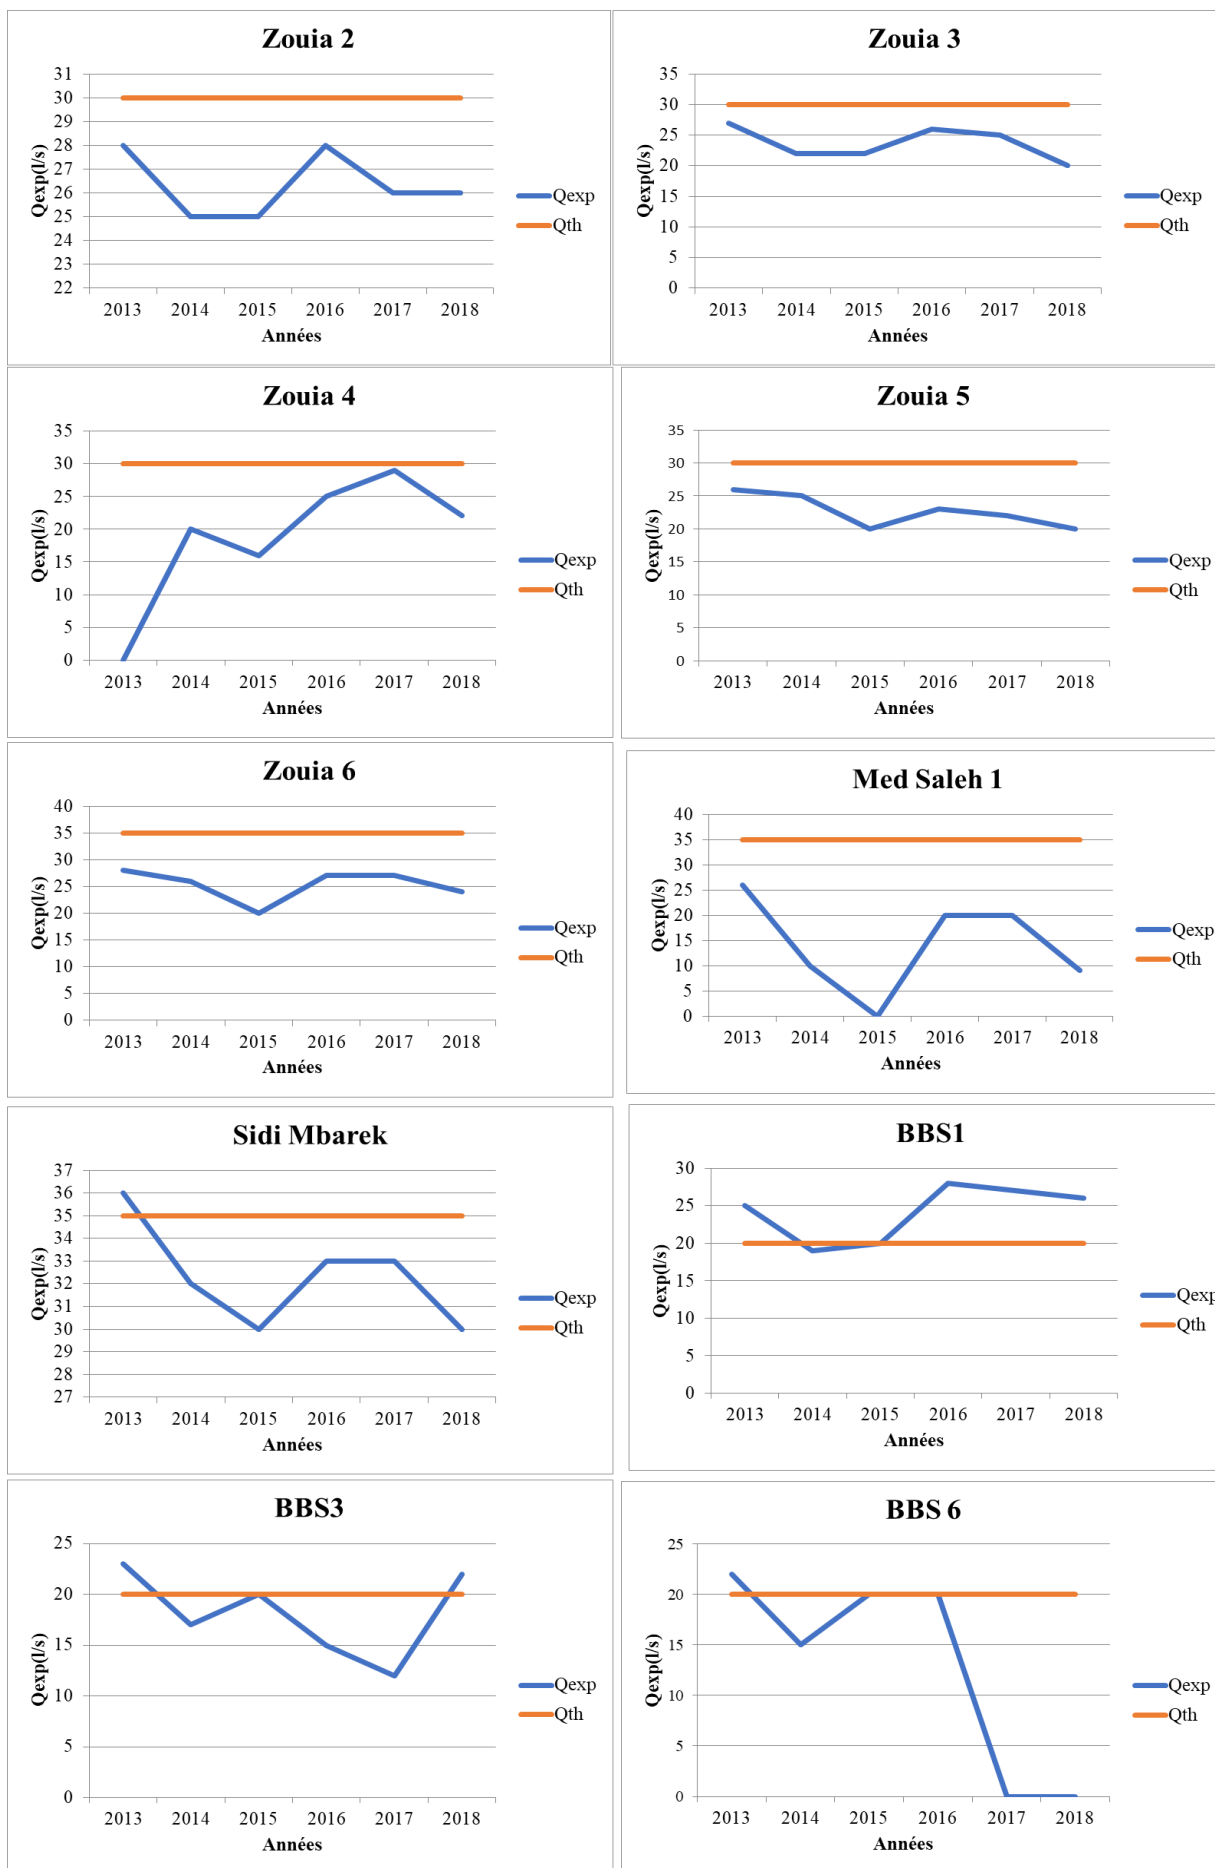 Zouia 2
31
30
29
28
27
26
25
24
23
22
Qexp(l/s)
2013 2014 2015 2016 2017 2018
Années
Qexp
Qth
Zouia 3
35
30
25
20
15
10
5
0
Qexp(l/s)
2013 2014 2015 2016 2017 2018
Années
Qexp
Qth
Zouia 4
35
30
25
20
15
10
5
0
Qexp(l/s)
2013 2014 2015 2016 2017 2018
Années
Qexp
Qth
Zouia 5
35
30
25
20
15
10
5
0
Qexp(l/s)
2013 2014 2015 2016 2017 2018
Années
Qexp
Qth
Zouia 6
40
35
30
25
20
15
10
5
0
Qexp(l/s)
2013 2014 2015 2016 2017 2018
Années
Qexp
Qth
Med Saleh 1
40
35
30
25
20
15
10
5
0
Qexp(l/s)
2013 2014 2015 2016 2017 2018
Années
Qexp
Qth
Sidi Mbarek
37
36
35
34
33
32
31
30
29
28
27
Qexp(l/s)
2013 2014 2015 2016 2017 2018
Années
Qexp
Qth
BBS1
30
25
20
15
10
5
0
Qexp(l/s)
2013 2014 2015 2016 2017 2018
Années
Qexp
Qth
BBS3
25
20
15
10
5
0
Qexp(l/s)
2013 2014 2015 2016 2017 2018
Années
Qexp
Qth
BBS 6
25
20
15
10
5
0
Qexp(l/s)
2013 2014 2015 2016 2017 2018
Années
Qexp
Qth